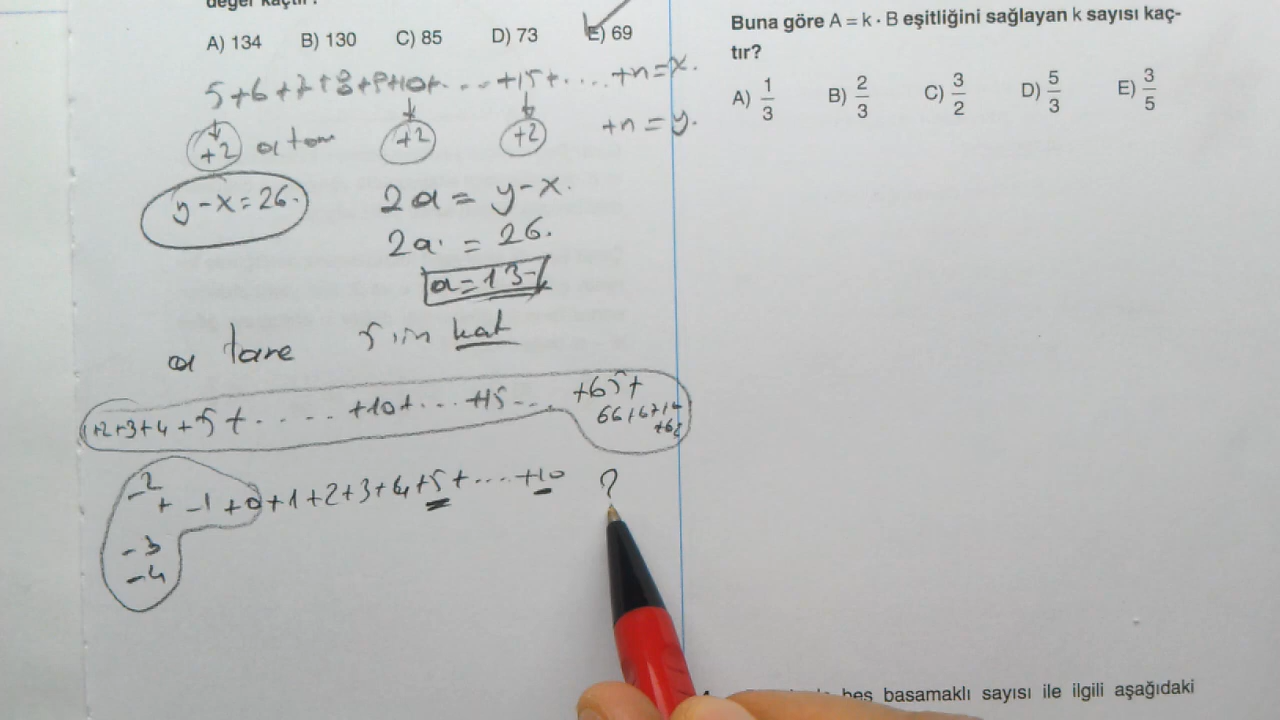 değer kaçtır?
A) 134 B) 130 C) 85 D) 73 E) 69
5+6+7+8+9+10+ ... +15+ ... +n=x.
+2 a tane +2 +2 +n=y.
y-x=26.
2a = y-x.
2a = 26.
a=13
a tane 5 in kat
1+2+3+4+5+ ..... +10+ ... +15 ... +65+
66+67+
-2 + -1 +0+1+2+3+4+5+ .... +10 ?
-3
-4
Buna göre A = k · B eşitliğini sağlayan k sayısı kaç-
tır?
A) 1/3 B) 2/3 C) 3/2 D) 5/3 E) 3/5
beş basamaklı sayısı ile ilgili aşağıdaki